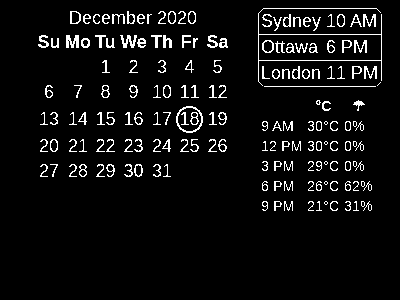 December 2020
Su Mo Tu We Th Fr Sa
1 2 3 4 5
6 7 8 9 10 11 12
13 14 15 16 17 18 19
20 21 22 23 24 25 26
27 28 29 30 31
Sydney 10 AM
Ottawa 6 PM
London 11 PM
°C ☂
9 AM 30°C 0%
12 PM 30°C 0%
3 PM 29°C 0%
6 PM 26°C 62%
9 PM 21°C 31%